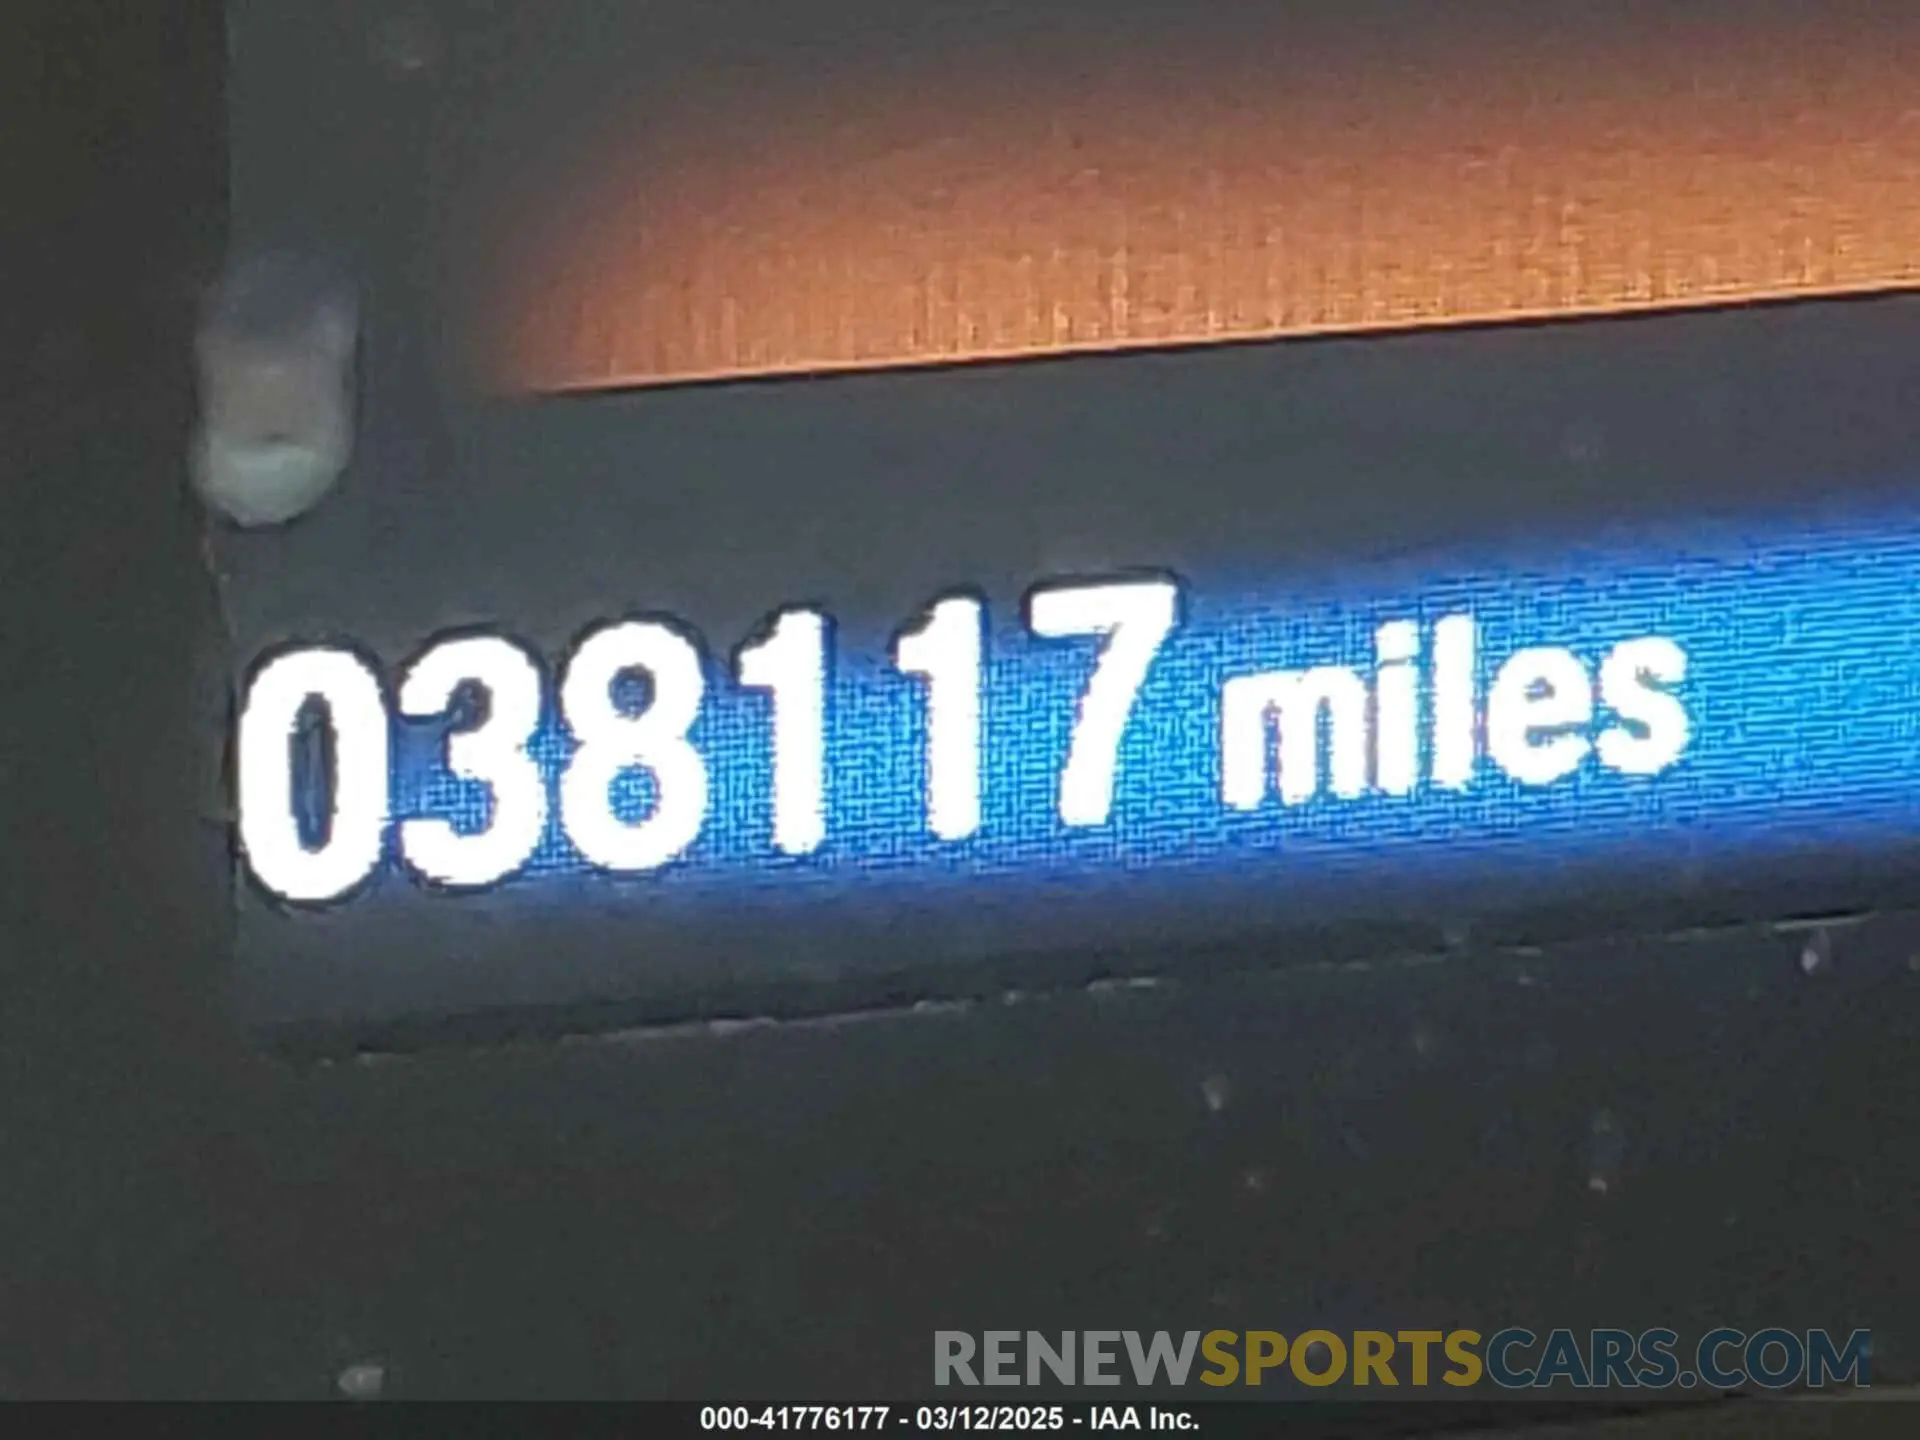 038117 miles
RENEWSPORTSCARS.COM
000-41776177 - 03/12/2025 - IAA Inc.